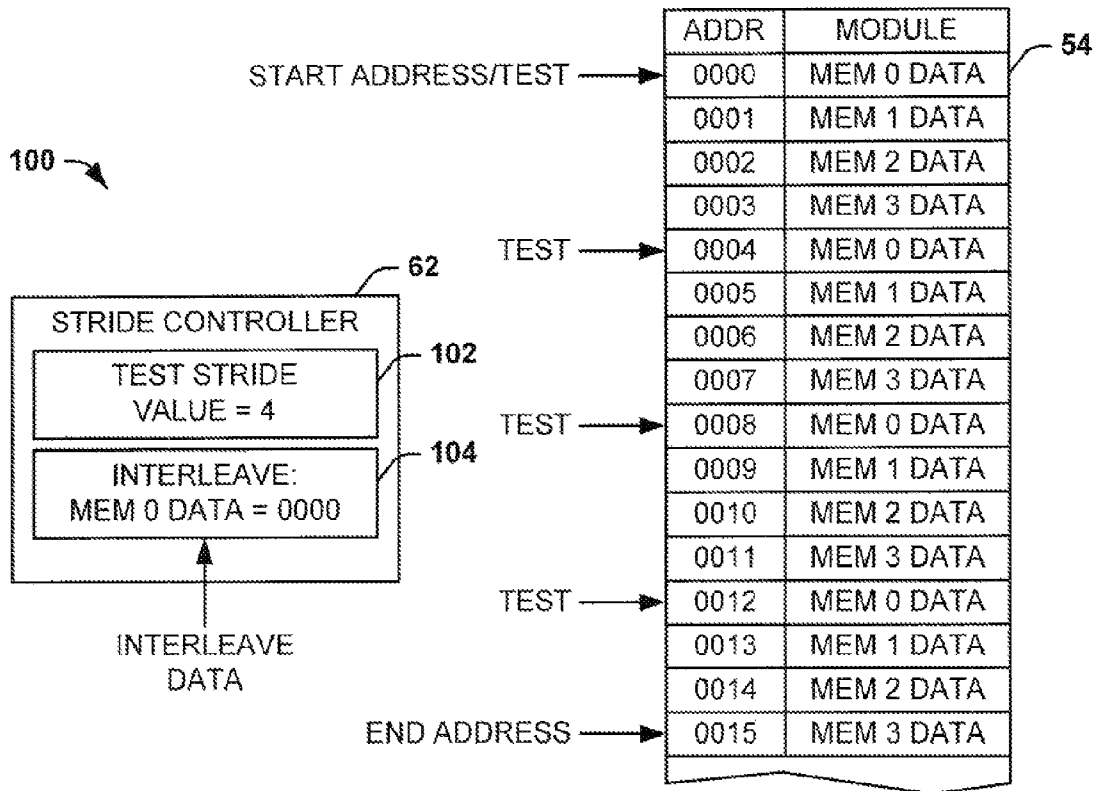 ADDR MODULE
54
START ADDRESS/TEST 0000 MEM 0 DATA
0001 MEM 1 DATA
100
0002 MEM 2 DATA
0003 MEM 3 DATA
TEST 0004 MEM 0 DATA
62
0005 MEM 1 DATA
STRIDE CONTROLLER
0006 MEM 2 DATA
102
TEST STRIDE
VALUE = 4
0007 MEM 3 DATA
TEST 0008 MEM 0 DATA
104
INTERLEAVE:
MEM 0 DATA = 0000
0009 MEM 1 DATA
0010 MEM 2 DATA
0011 MEM 3 DATA
TEST 0012 MEM 0 DATA
INTERLEAVE
DATA
0013 MEM 1 DATA
0014 MEM 2 DATA
END ADDRESS 0015 MEM 3 DATA